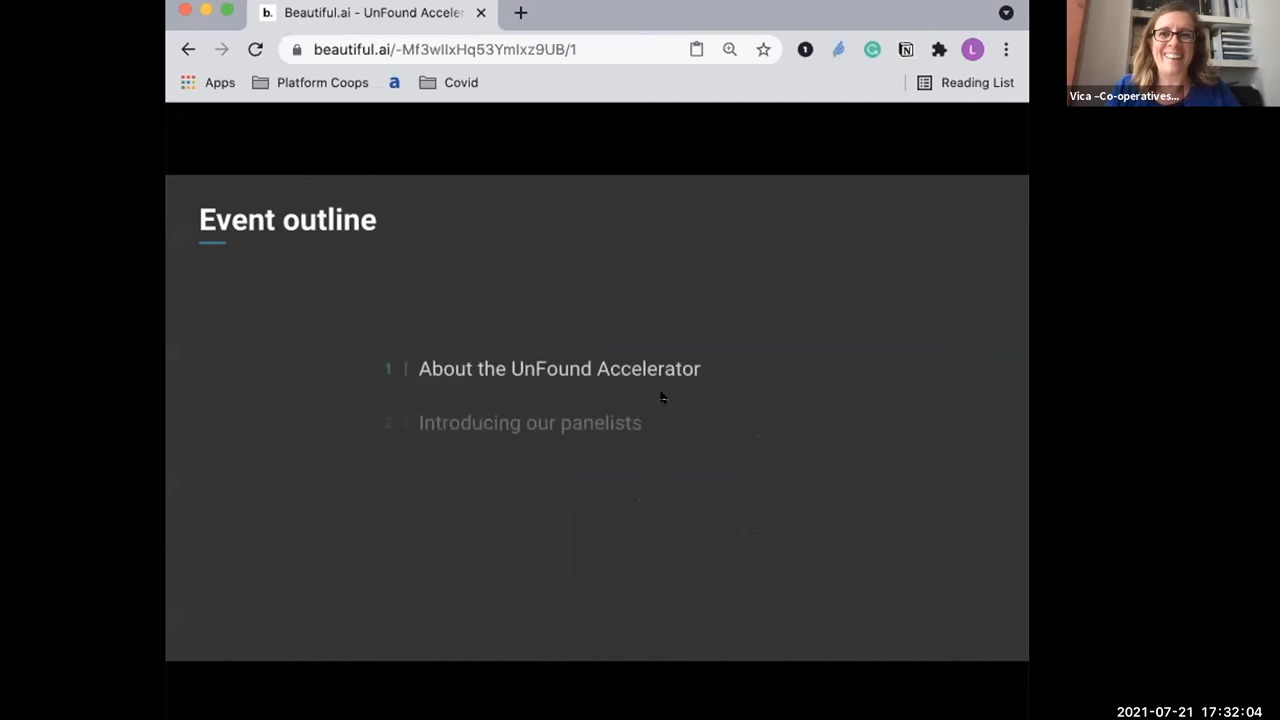 b. Beautiful.ai - UnFound Acceler
beautiful.ai/-Mf3wlIxHq53Ymlxz9UB/1
L
Apps
Platform Coops
a
Covid
Reading List
Vica –Co-operatives...
Event outline
1 | About the UnFound Accelerator
2 | Introducing our panelists
2021-07-21 17:32:04